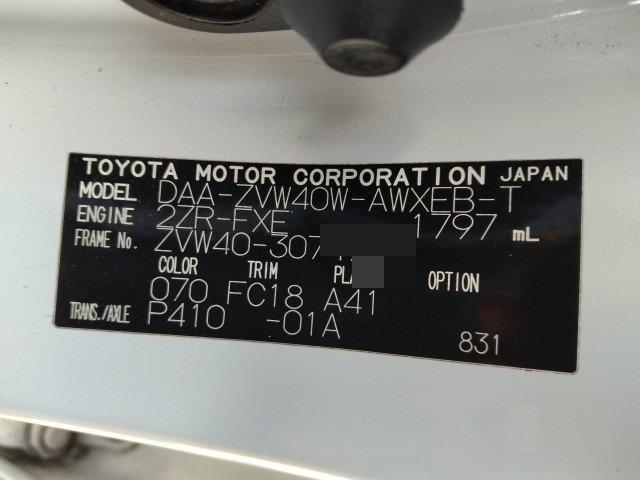 TOYOTA MOTOR CORPORATION JAPAN
MODEL DAA-ZVW40W-AWXEB-T
ENGINE 2ZR-FXE 1797 mL
FRAME No. ZVW40-307
COLOR TRIM OPTION
070 FC18 A41
TRANS./AXLE P410 -01A 831